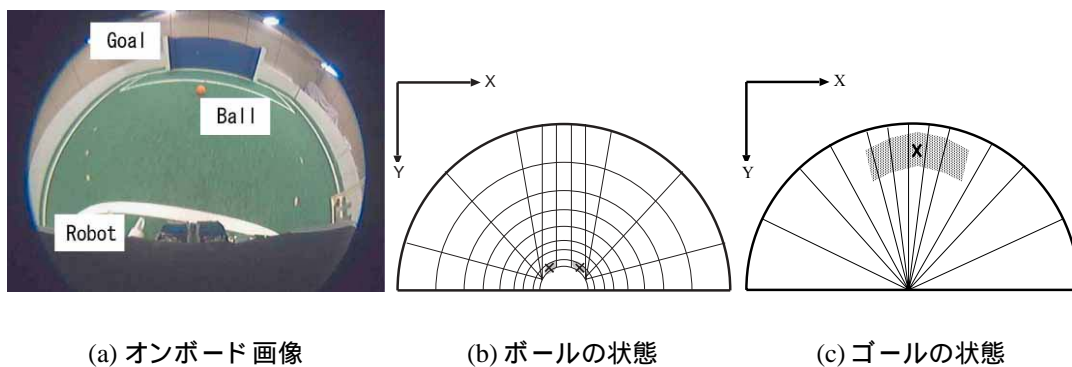 Goal
Ball
Robot
X
Y
X
Y
(a) オンボード画像
(b) ボールの状態
(c) ゴールの状態